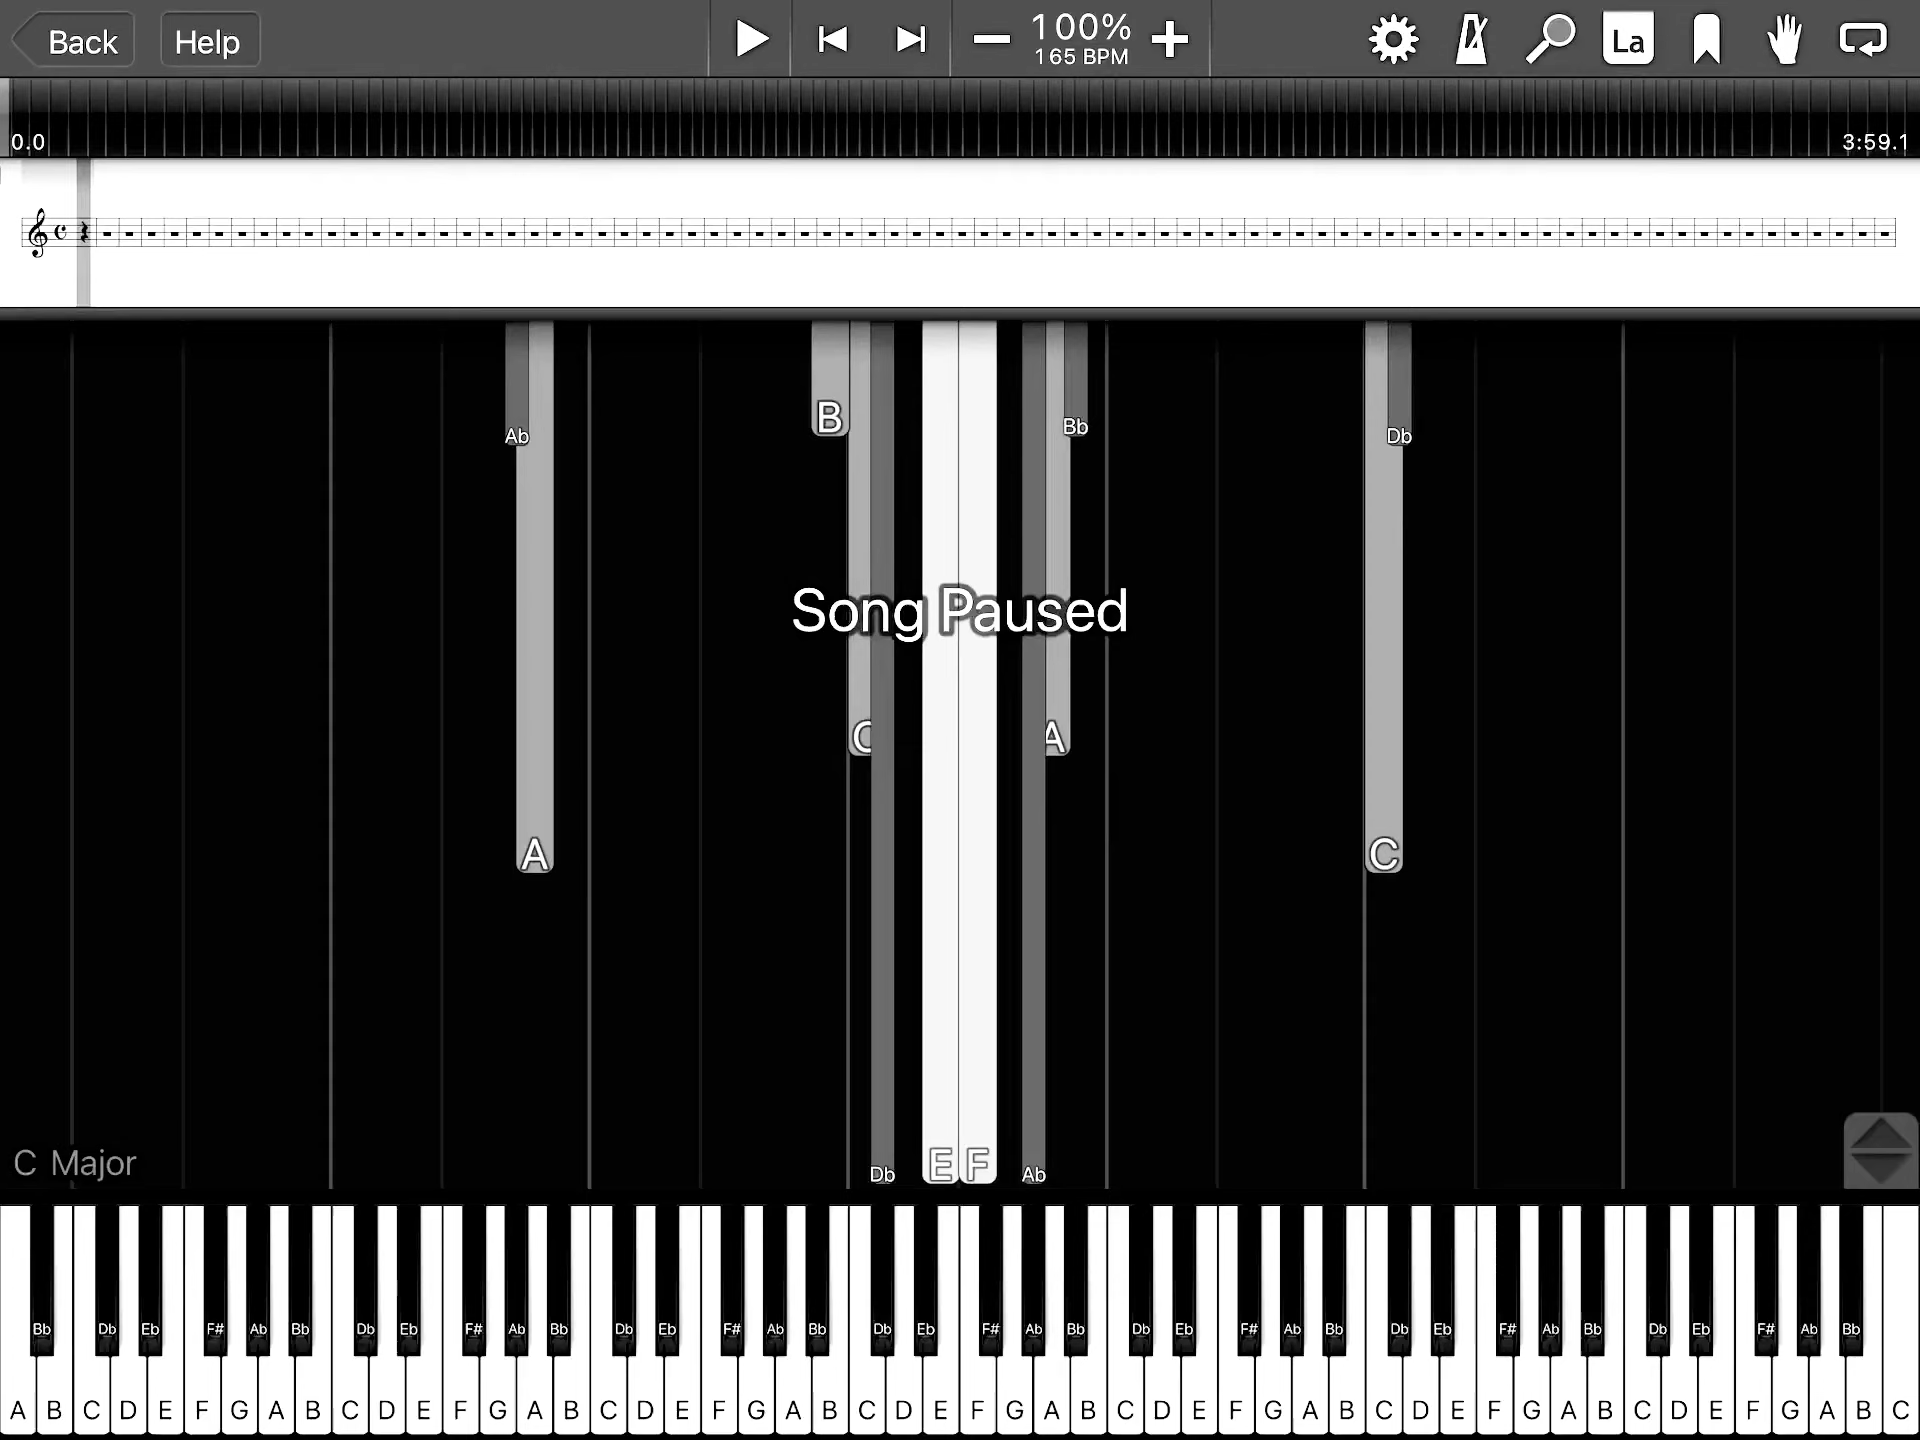 Back Help 100% La
165 BPM
0.0 3:59.1
B
Ab Bb Db
Song Paused
C A
A C
C Major
Db E F Ab
Bb Db Eb F# Ab Bb Db Eb F# Ab Bb Db Eb F# Ab Bb Db Eb F# Ab Bb Db Eb F# Ab Bb Db Eb F# Ab Bb Db Eb F# Ab Bb
A B C D E F G A B C D E F G A B C D E F G A B C D E F G A B C D E F G A B C D E F G A B C D E F G A B C